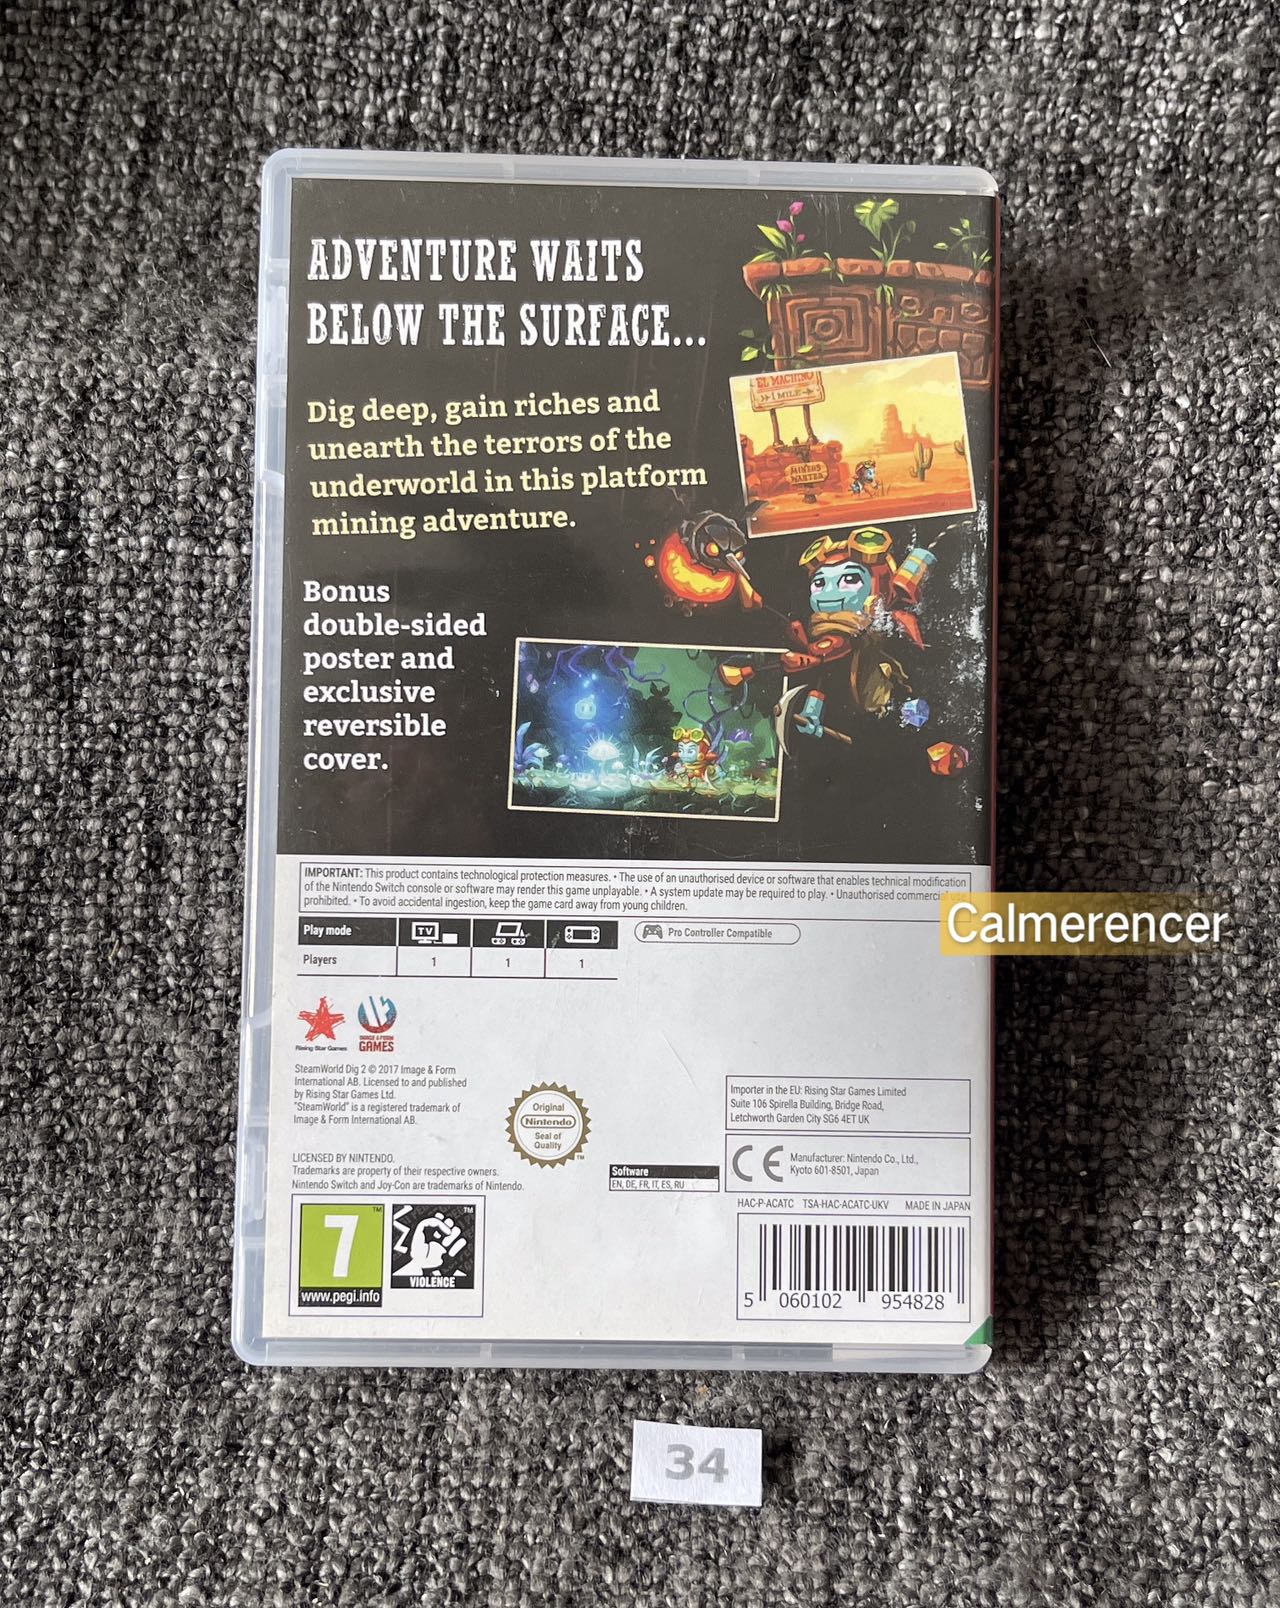 ADVENTURE WAITS
BELOW THE SURFACE...
Dig deep, gain riches and
unearth the terrors of the
underworld in this platform
mining adventure.
EL MACHINO
1 MILE
MINERS
WANTED
Bonus
double-sided
poster and
exclusive
reversible
cover.
IMPORTANT: This product contains technological protection measures. • The use of an unauthorised device or software that enables technical modification
of the Nintendo Switch console or software may render this game unplayable. • A system update may be required to play. • Unauthorised
prohibited. • To avoid accidental ingestion, keep the game card away from young children.
Calmerencer
Play mode
TV
Pro Controller Compatible
Players 1 1 1
Rising Star Games
IMAGE & FORM
GAMES
SteamWorld Dig 2 © 2017 Image & Form
International AB. Licensed to and published
by Rising Star Games Ltd.
"SteamWorld" is a registered trademark of
Image & Form International AB.
Original
Nintendo
Seal of
Quality
TM
Importer in the EU: Rising Star Games Limited
Suite 106 Spirella Building, Bridge Road,
Letchworth Garden City SG6 4ET UK
CE
Manufacturer: Nintendo Co., Ltd.,
Kyoto 601-8501, Japan
LICENSED BY NINTENDO.
Trademarks are property of their respective owners.
Nintendo Switch and Joy-Con are trademarks of Nintendo.
Software
EN, DE, FR, IT, ES, RU
HAC-P-ACATC TSA-HAC-ACATC-UKV MADE IN JAPAN
7
TM
www.pegi.info
TM
VIOLENCE
5 060102 954828
34